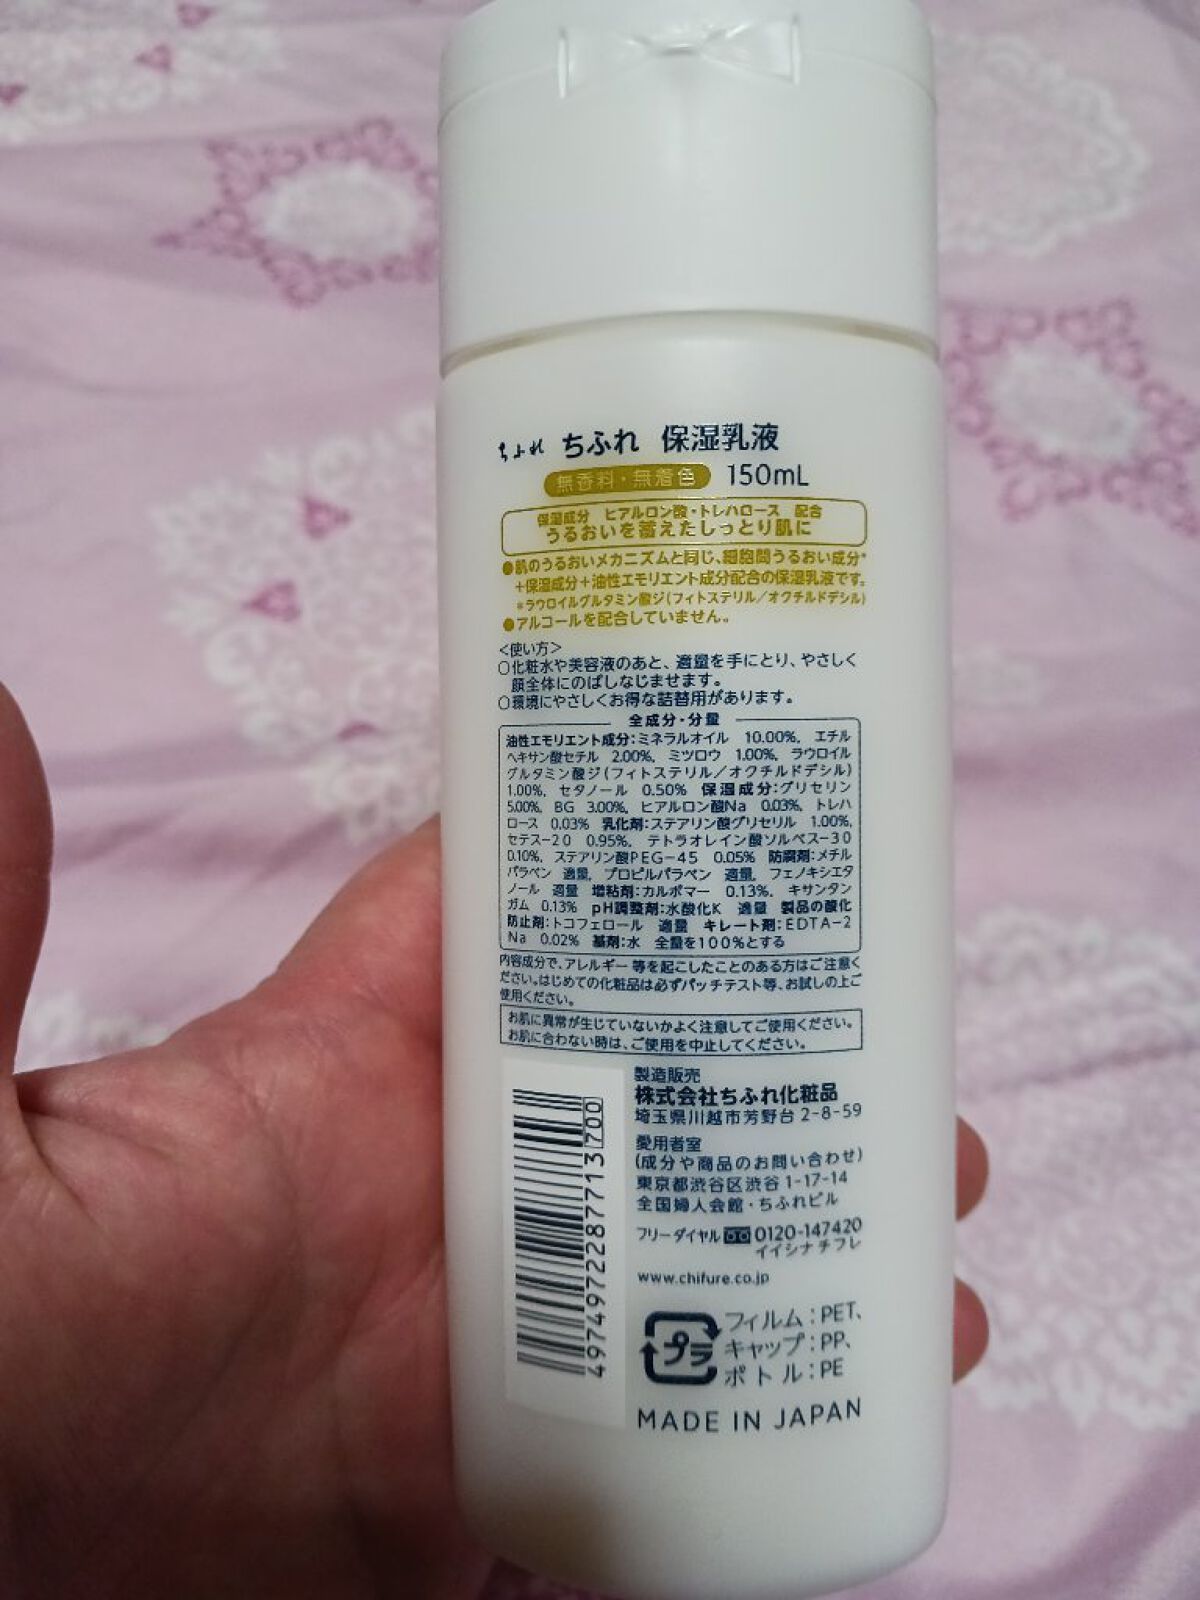 ちふれ ちふれ 保湿乳液
無香料・無着色 150mL
保湿成分 ヒアルロン酸・トレハロース 配合
うるおいを蓄えたしっとり肌に
●肌のうるおいメカニズムと同じ、細胞間うるおい成分*
+保湿成分+油性エモリエント成分配合の保湿乳液です。
*ラウロイルグルタミン酸ジ(フィトステリル/オクチルドデシル)
●アルコールを配合していません。
<使い方>
○化粧水や美容液のあと、適量を手にとり、やさしく
顔全体にのばしなじませます。
○環境にやさしくお得な詰替用があります。
全成分・分量
油性エモリエント成分:ミネラルオイル 10.00%, エチル
ヘキサン酸セチル 2.00%, ミツロウ 1.00%, ラウロイル
グルタミン酸ジ(フィトステリル/オクチルドデシル)
1.00%, セタノール 0.50% 保湿成分:グリセリン
5.00%, BG 3.00%, ヒアルロン酸Na 0.03%, トレハ
ロース 0.03% 乳化剤:ステアリン酸グリセリル 1.00%,
セテス-20 0.95%, テトラオレイン酸ソルベス-30
0.10%, ステアリン酸PEG-45 0.05% 防腐剤:メチル
パラベン 適量, プロピルパラベン 適量, フェノキシエタ
ノール 適量 増粘剤:カルボマー 0.13%, キサンタン
ガム 0.13% pH調整剤:水酸化K 適量 製品の酸化
防止剤:トコフェロール 適量 キレート剤:EDTA-2
Na 0.02% 基剤:水 全量を100%とする
内容成分で、アレルギー等を起こしたことのある方はご注意く
ださい。はじめての化粧品は必ずパッチテスト等、お試しの上ご
使用ください。
お肌に異常が生じていないかよく注意してご使用ください。
お肌に合わない時は、ご使用を中止してください。
製造販売
株式会社ちふれ化粧品
埼玉県川越市芳野台2-8-59
愛用者室
(成分や商品のお問い合わせ)
東京都渋谷区渋谷1-17-14
全国婦人会館・ちふれビル
フリーダイヤル 0120-147420
イイシナ チフレ
www.chifure.co.jp
プラ
フィルム:PET、
キャップ:PP、
ボトル:PE
MADE IN JAPAN
4974972287713 700